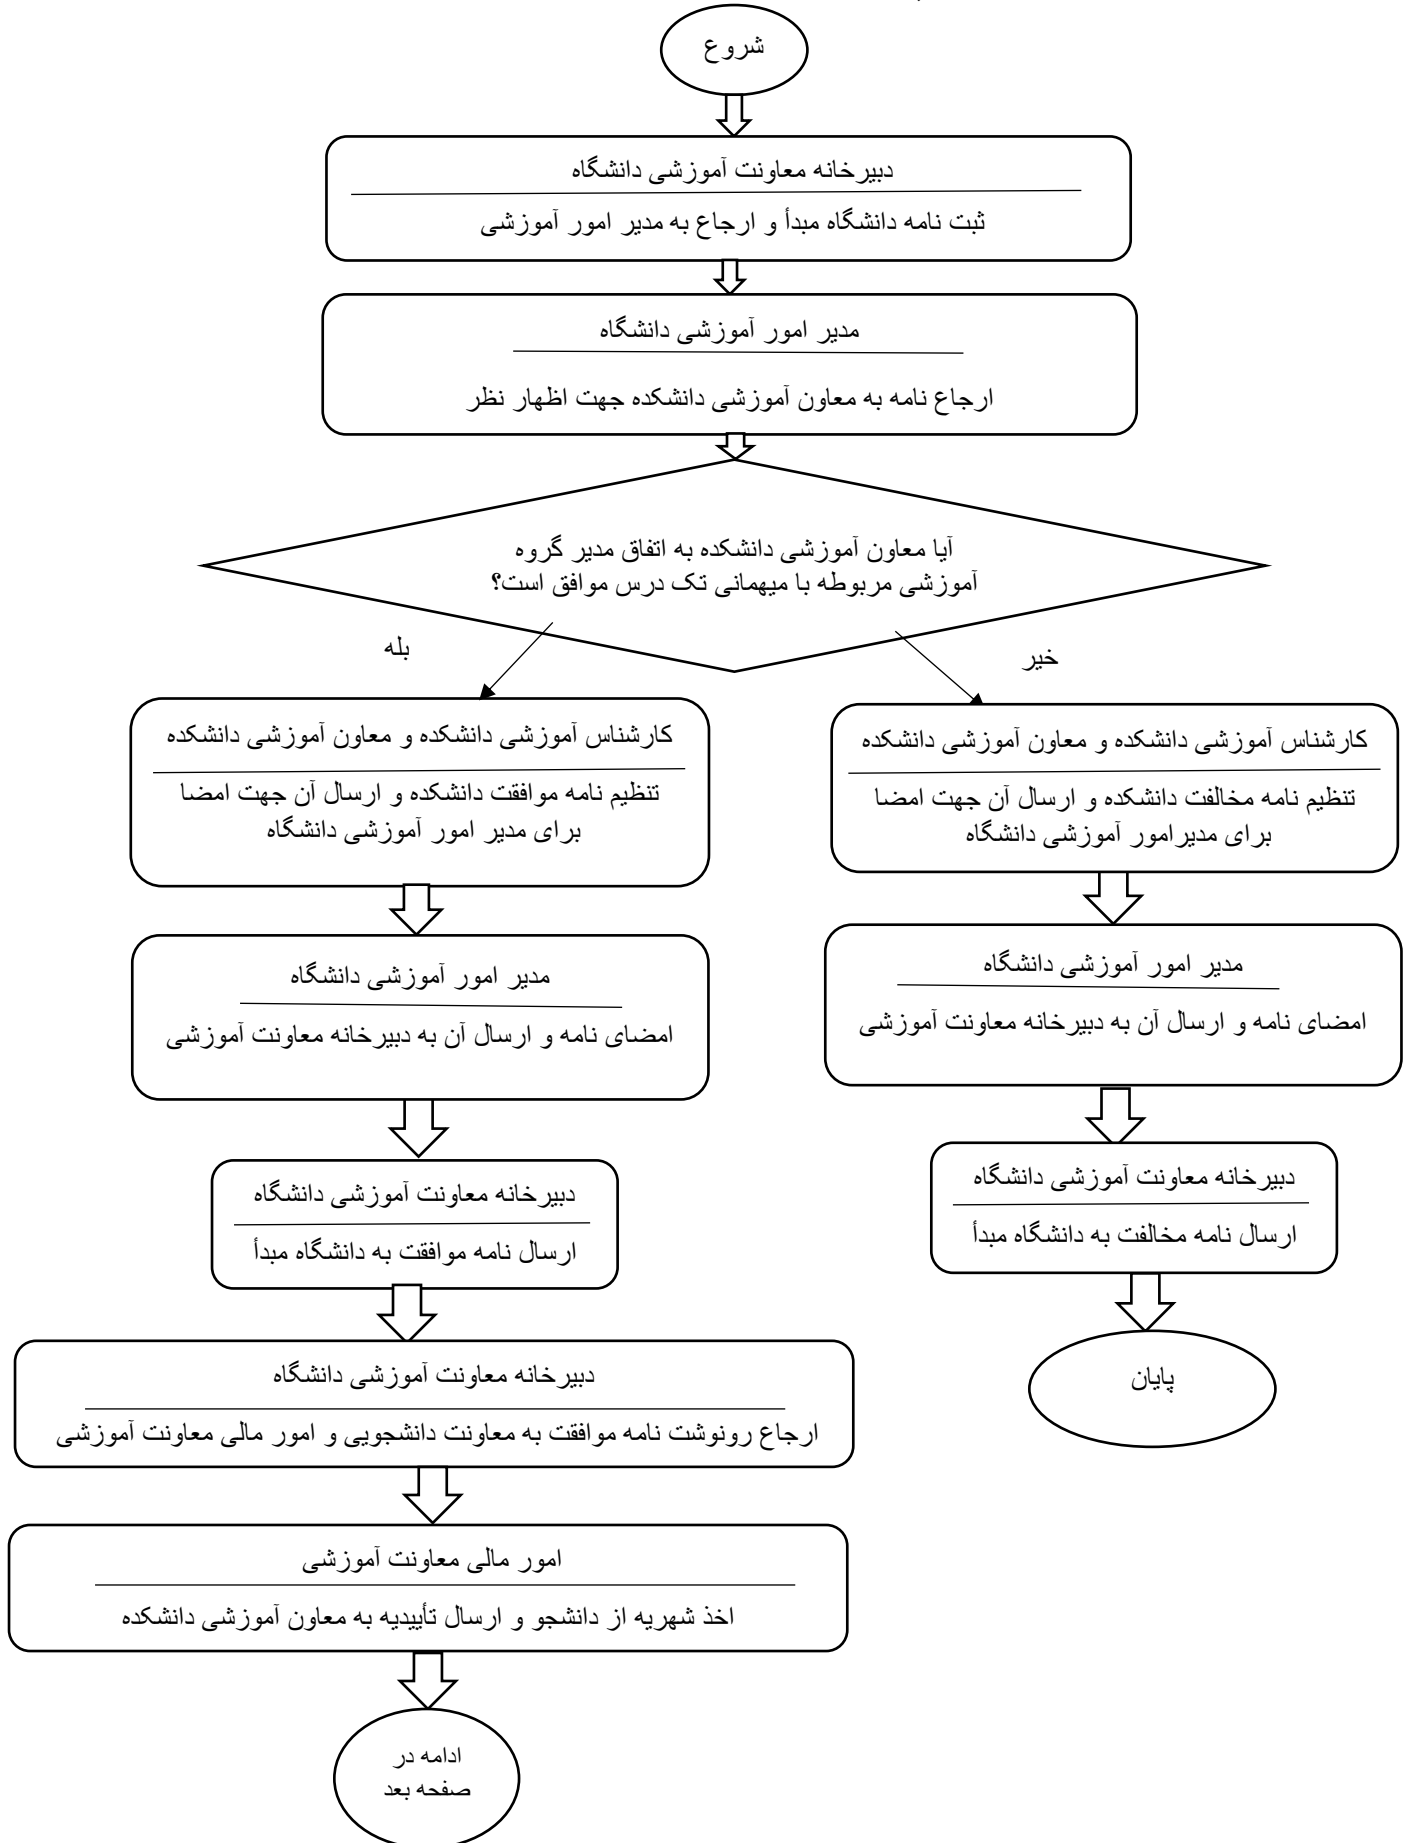 شروع
دبیرخانه معاونت آموزشی دانشگاه
ثبت نامه دانشگاه مبدأ و ارجاع به مدیر امور آموزشی
مدیر امور آموزشی دانشگاه
ارجاع نامه به معاون آموزشی دانشکده جهت اظهار نظر
آیا معاون آموزشی دانشکده به اتفاق مدیر گروه
آموزشی مربوطه با میهمانی تک درس موافق است؟
خیر
بله
کارشناس آموزشی دانشکده و معاون آموزشی دانشکده
تنظیم نامه مخالفت دانشکده و ارسال آن جهت امضا
برای مدیرامور آموزشی دانشگاه
مدیر امور آموزشی دانشگاه
امضای نامه و ارسال آن به دبیرخانه معاونت آموزشی
دبیرخانه معاونت آموزشی دانشگاه
ارسال نامه مخالفت به دانشگاه مبدأ
پایان
کارشناس آموزشی دانشکده و معاون آموزشی دانشکده
تنظیم نامه موافقت دانشکده و ارسال آن جهت امضا
برای مدیر امور آموزشی دانشگاه
مدیر امور آموزشی دانشگاه
امضای نامه و ارسال آن به دبیرخانه معاونت آموزشی
دبیرخانه معاونت آموزشی دانشگاه
ارسال نامه موافقت به دانشگاه مبدأ
دبیرخانه معاونت آموزشی دانشگاه
ارجاع رونوشت نامه موافقت به معاونت دانشجویی و امور مالی معاونت آموزشی
امور مالی معاونت آموزشی
اخذ شهریه از دانشجو و ارسال تأییدیه به معاون آموزشی دانشکده
ادامه در
صفحه بعد